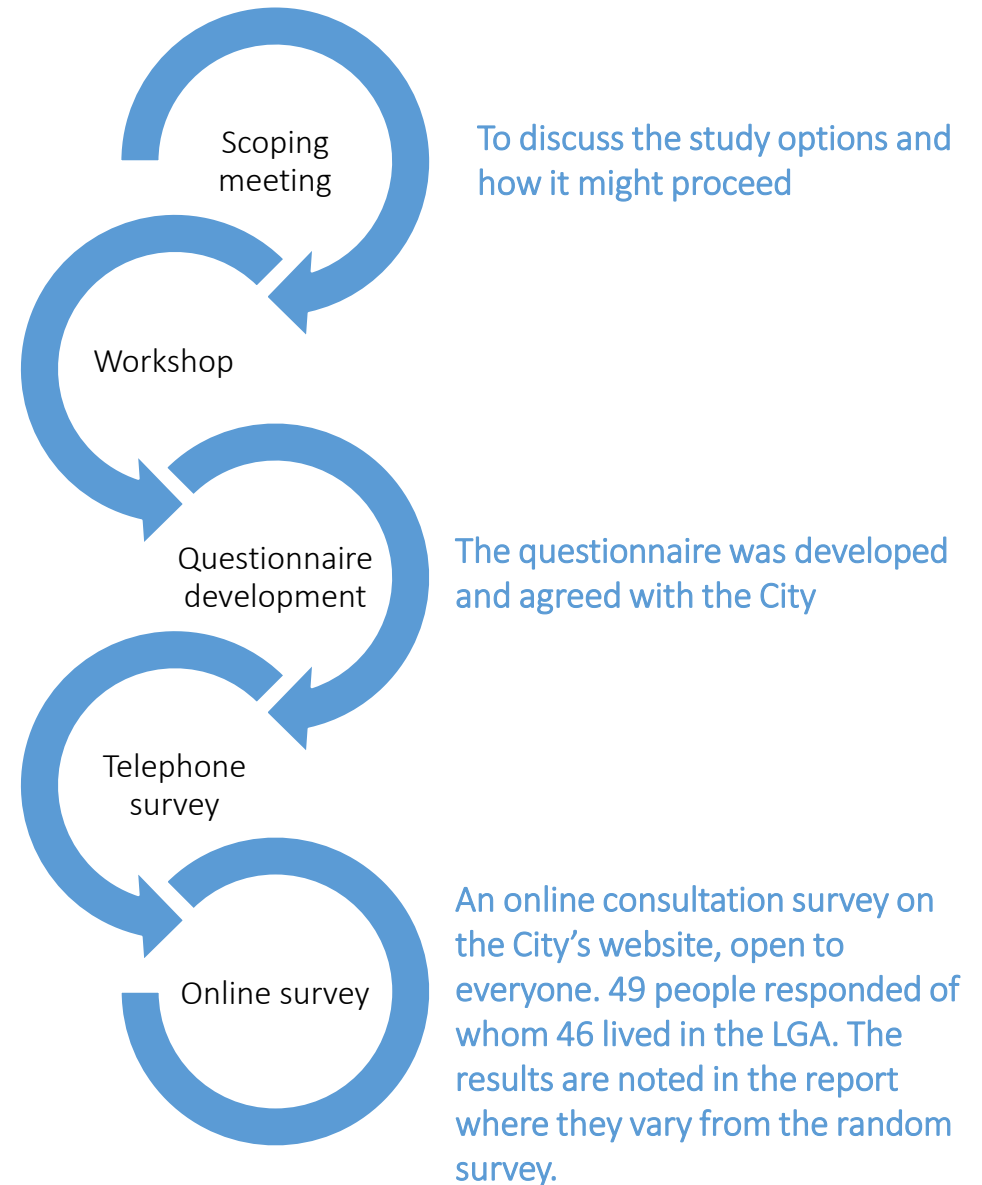 Scoping
meeting
To discuss the study options and
how it might proceed
Workshop
Questionnaire
development
The questionnaire was developed
and agreed with the City
Telephone
survey
Online survey
An online consultation survey on
the City’s website, open to
everyone. 49 people responded of
whom 46 lived in the LGA. The
results are noted in the report
where they vary from the random
survey.